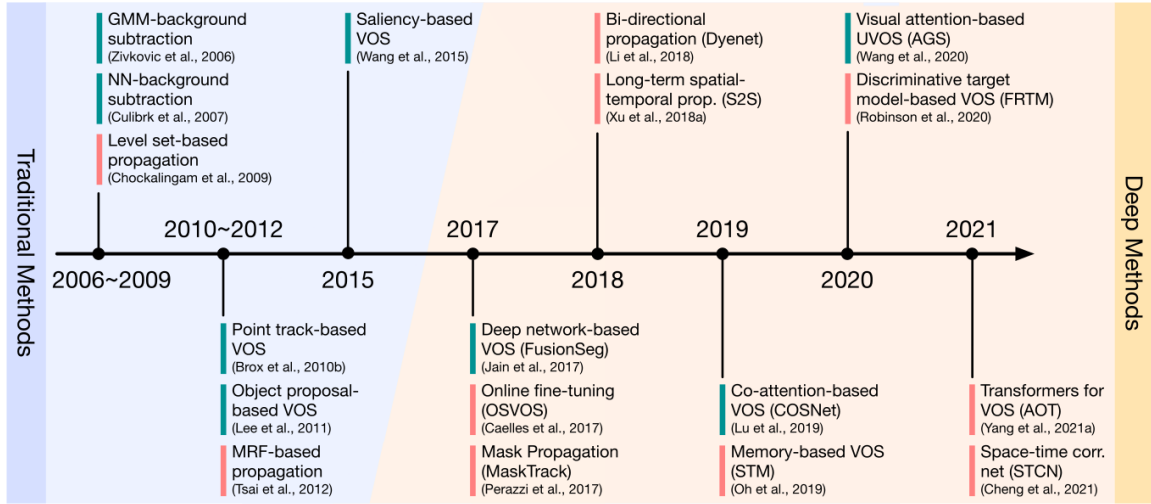 Traditional Methods
GMM-background
subtraction
(Zivkovic et al., 2006)
NN-background
subtraction
(Culibrk et al., 2007)
Level set-based
propagation
(Chockalingam et al., 2009)
Saliency-based
VOS
(Wang et al., 2015)
Bi-directional
propagation (Dyenet)
(Li et al., 2018)
Long-term spatial-
temporal prop. (S2S)
(Xu et al., 2018a)
Visual attention-based
UVOS (AGS)
(Wang et al., 2020)
Discriminative target
model-based VOS (FRTM)
(Robinson et al., 2020)
2006~2009
2010~2012
2015
2017
2018
2019
2020
2021
Point track-based
VOS
(Brox et al., 2010b)
Object proposal-
based VOS
(Lee et al., 2011)
MRF-based
propagation
(Tsai et al., 2012)
Deep network-based
VOS (FusionSeg)
(Jain et al., 2017)
Online fine-tuning
(OSVOS)
(Caelles et al., 2017)
Mask Propagation
(MaskTrack)
(Perazzi et al., 2017)
Co-attention-based
VOS (COSNet)
(Lu et al., 2019)
Memory-based VOS
(STM)
(Oh et al., 2019)
Transformers for
VOS (AOT)
(Yang et al., 2021a)
Space-time corr.
net (STCN)
(Cheng et al., 2021)
Deep Methods